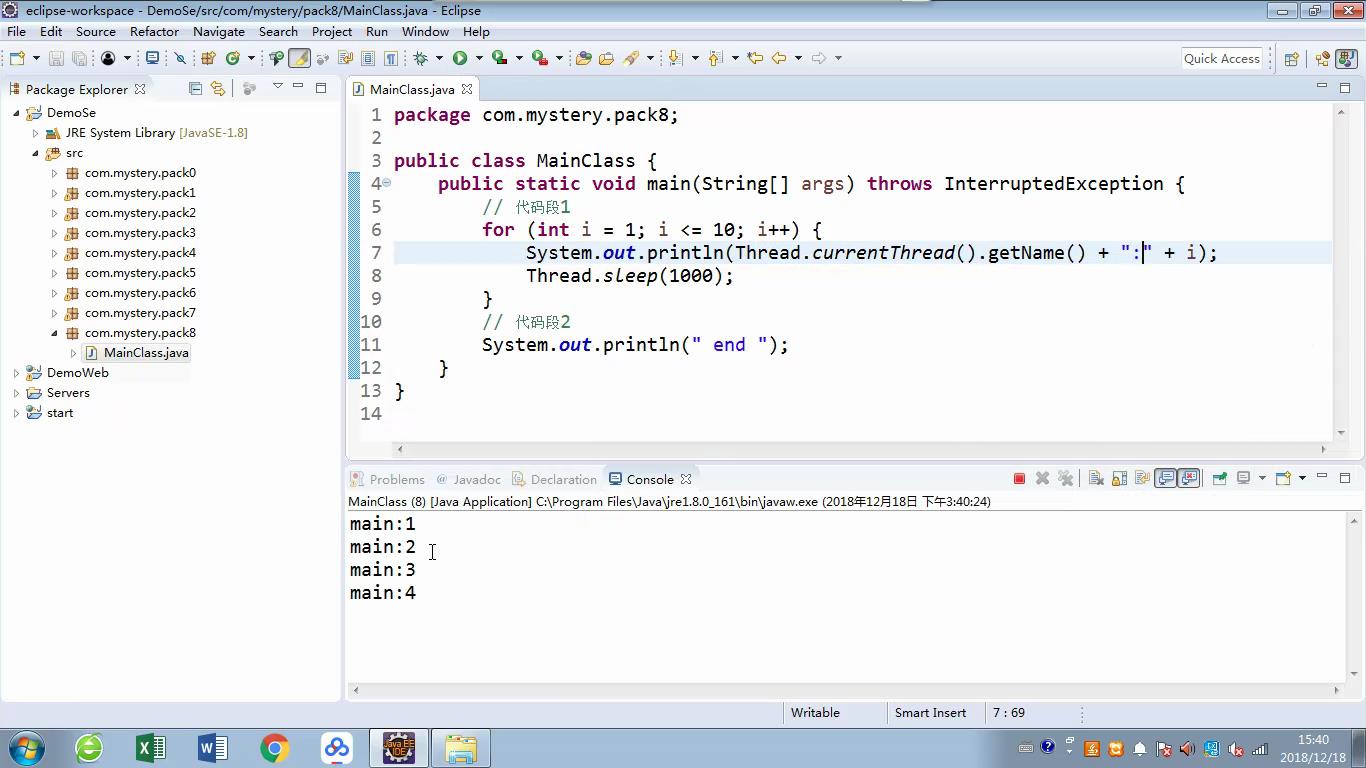 eclipse-workspace - DemoSe/src/com/mystery/pack8/MainClass.java - Eclipse
File Edit Source Refactor Navigate Search Project Run Window Help
Quick Access
Package Explorer
DemoSe
JRE System Library [JavaSE-1.8]
src
com.mystery.pack0
com.mystery.pack1
com.mystery.pack2
com.mystery.pack3
com.mystery.pack4
com.mystery.pack5
com.mystery.pack6
com.mystery.pack7
com.mystery.pack8
MainClass.java
DemoWeb
Servers
start
MainClass.java
1 package com.mystery.pack8;
2
3 public class MainClass {
4 public static void main(String[] args) throws InterruptedException {
5 // 代码段1
6 for (int i = 1; i <= 10; i++) {
7 System.out.println(Thread.currentThread().getName() + ":" + i);
8 Thread.sleep(1000);
9 }
10 // 代码段2
11 System.out.println(" end ");
12 }
13 }
14
Problems @ Javadoc Declaration Console
MainClass (8) [Java Application] C:\Program Files\Java\jre1.8.0_161\bin\javaw.exe (2018年12月18日 下午3:40:24)
main:1
main:2
main:3
main:4
Writable Smart Insert 7 : 69
Java EE
IDE
15:40
2018/12/18